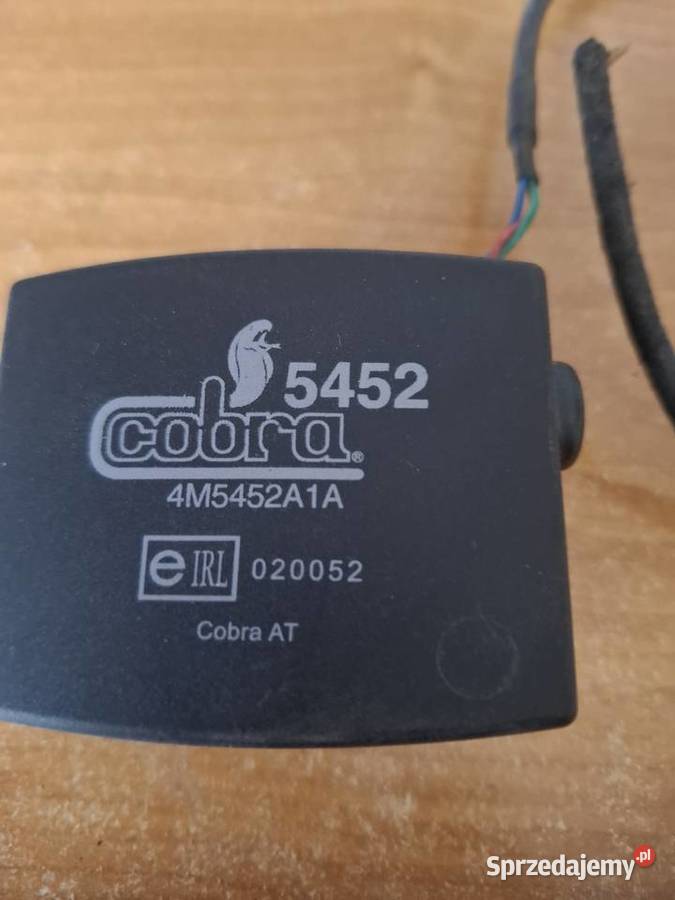 5452
cobra®
4M5452A1A
e IRL 020052
Cobra AT
Sprzedajemy.pl